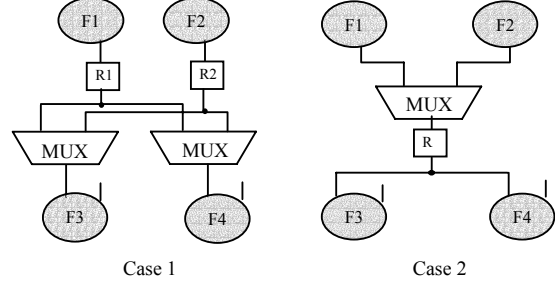 F1 F2 F1 F2
R1 R2
MUX MUX MUX
R
F3 F4 F3 F4
Case 1 Case 2